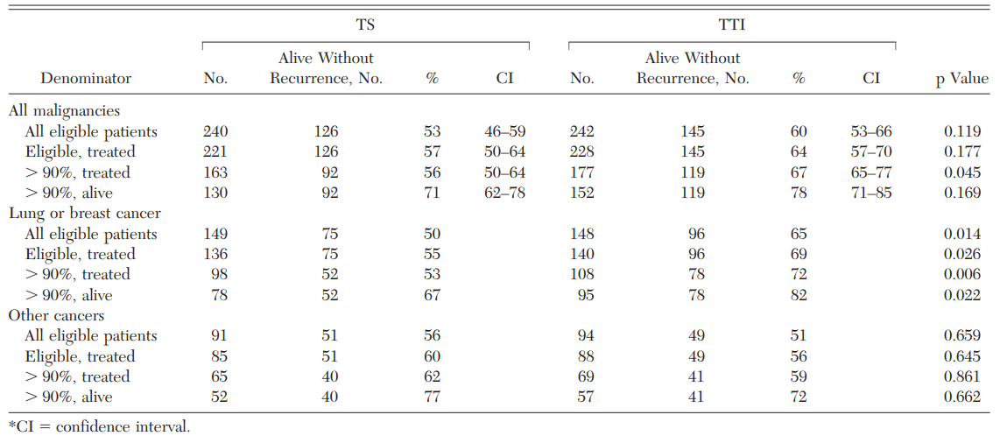 TS TTI
Alive Without Alive Without
Denominator No. Recurrence, No. % CI No. Recurrence, No. % CI p Value
All malignancies
All eligible patients 240 126 53 46–59 242 145 60 53–66 0.119
Eligible, treated 221 126 57 50–64 228 145 64 57–70 0.177
> 90%, treated 163 92 56 50–64 177 119 67 65–77 0.045
> 90%, alive 130 92 71 62–78 152 119 78 71–85 0.169
Lung or breast cancer
All eligible patients 149 75 50 148 96 65 0.014
Eligible, treated 136 75 55 140 96 69 0.026
> 90%, treated 98 52 53 108 78 72 0.006
> 90%, alive 78 52 67 95 78 82 0.022
Other cancers
All eligible patients 91 51 56 94 49 51 0.659
Eligible, treated 85 51 60 88 49 56 0.645
> 90%, treated 65 40 62 69 41 59 0.861
> 90%, alive 52 40 77 57 41 72 0.662
*CI = confidence interval.